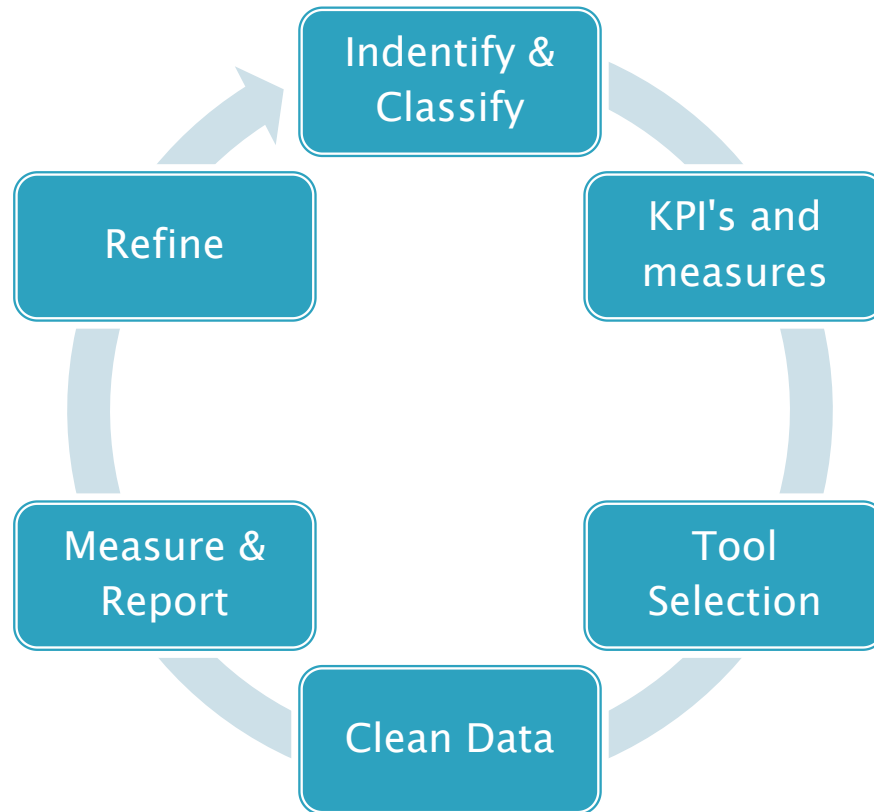 Indentify &
Classify
KPI's and
measures
Tool
Selection
Clean Data
Measure &
Report
Refine